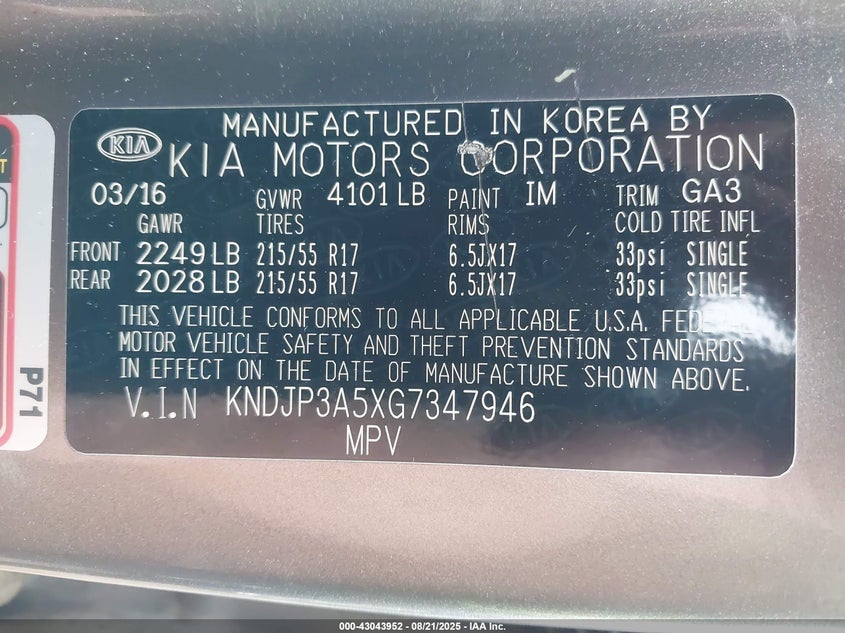 MANUFACTURED IN KOREA BY
KIA KIA MOTORS CORPORATION
03/16 GVWR 4101 LB PAINT IM TRIM GA3
GAWR TIRES RIMS COLD TIRE INFL
FRONT 2249 LB 215/55 R17 6.5JX17 33psi SINGLE
REAR 2028 LB 215/55 R17 6.5JX17 33psi SINGLE
THIS VEHICLE CONFORMS TO ALL APPLICABLE U.S.A. FEDERAL
MOTOR VEHICLE SAFETY AND THEFT PREVENTION STANDARDS
IN EFFECT ON THE DATE OF MANUFACTURE SHOWN ABOVE.
V.I.N KNDJP3A5XG7347946
MPV
P71
000-43043952 - 08/21/2025 - IAA Inc.